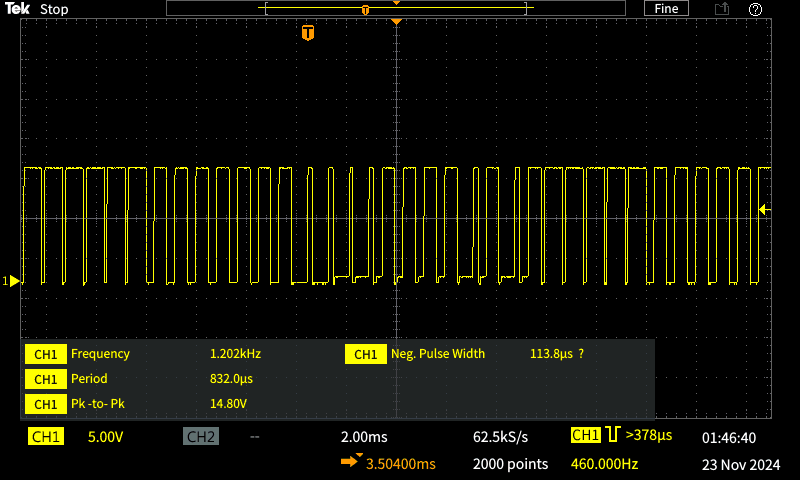 Tek Stop Fine
T
T
1
CH1 Frequency 1.202kHz CH1 Neg. Pulse Width 113.8µs ?
CH1 Period 832.0µs
CH1 Pk -to- Pk 14.80V
CH1 5.00V CH2 -- 2.00ms 62.5kS/s CH1 >378µs 01:46:40
3.50400ms 2000 points 460.000Hz 23 Nov 2024